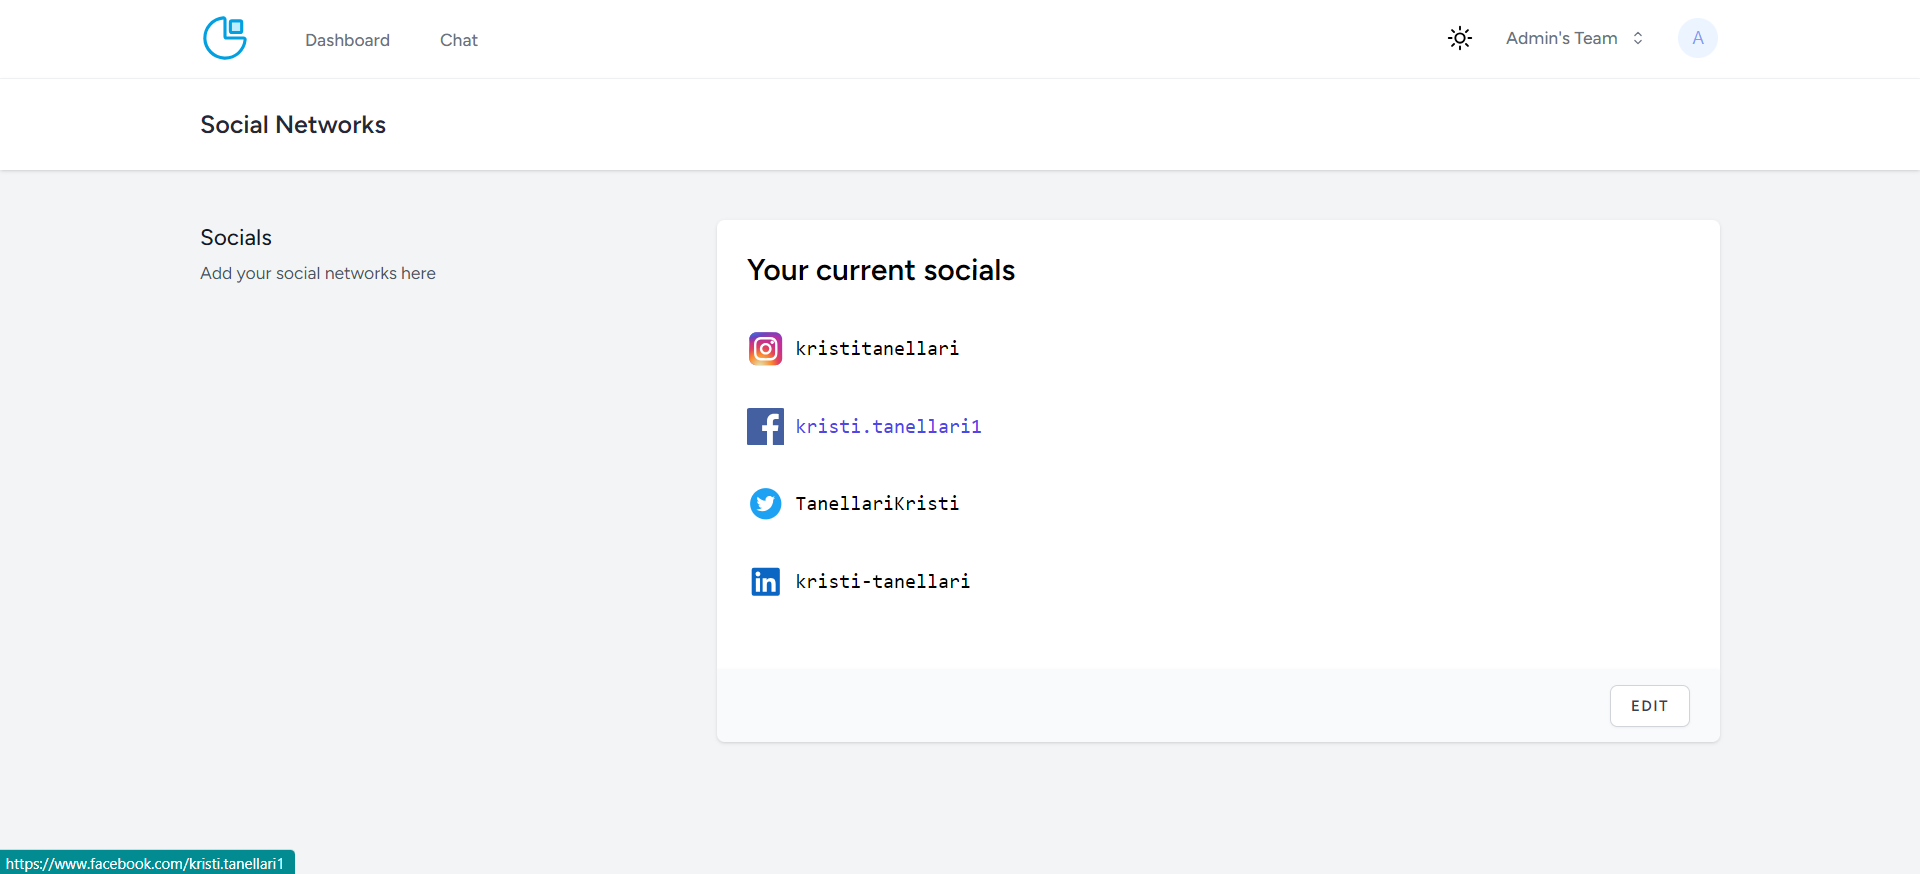 Dashboard
Chat
Admin's Team
A
Social Networks
Socials
Add your social networks here
Your current socials
kristitanellari
kristi.tanellari1
TanellariKristi
kristi-tanellari
EDIT
https://www.facebook.com/kristi.tanellari1